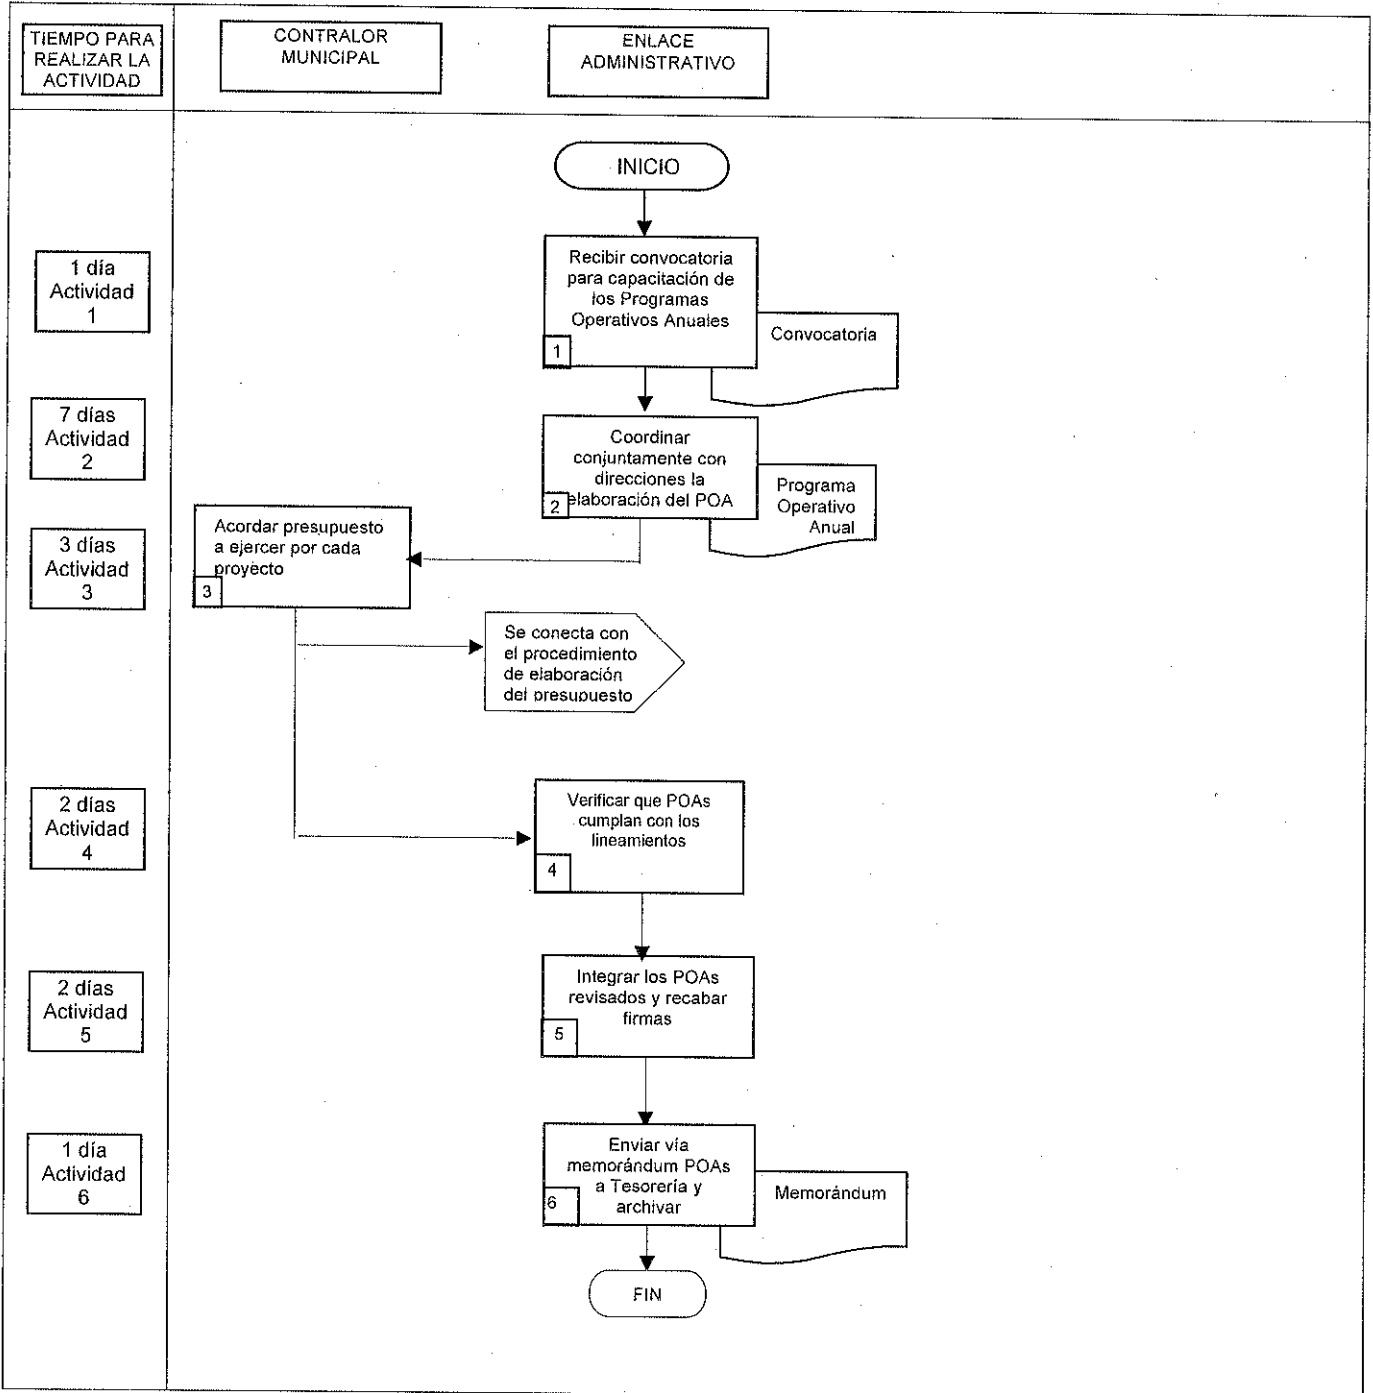 TIEMPO PARA
REALIZAR LA
ACTIVIDAD
CONTRALOR
MUNICIPAL
ENLACE
ADMINISTRATIVO
INICIO
1 día
Actividad
1
Recibir convocatoria
para capacitación de
los Programas
Operativos Anuales
1
Convocatoria
7 días
Actividad
2
Coordinar
conjuntamente con
direcciones la
elaboración del POA
2
Programa
Operativo
Anual
3 días
Actividad
3
Acordar presupuesto
a ejercer por cada
proyecto
3
Se conecta con
el procedimiento
de elaboración
del presupuesto
2 días
Actividad
4
Verificar que POAs
cumplan con los
lineamientos
4
2 días
Actividad
5
Integrar los POAs
revisados y recabar
firmas
5
1 día
Actividad
6
Enviar vía
memorándum POAs
a Tesorería y
archivar
6
Memorándum
FIN